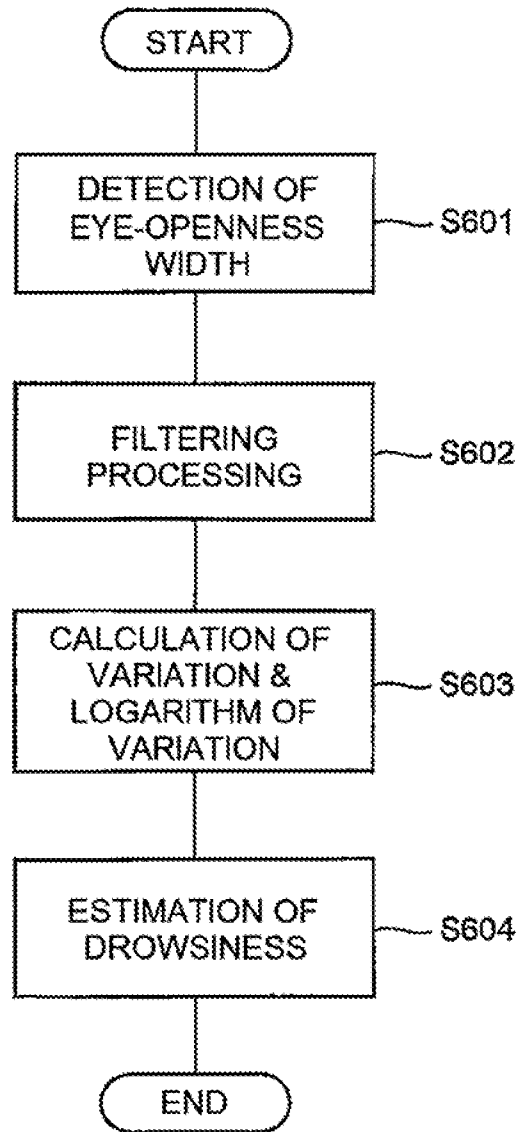 START
DETECTION OF
EYE-OPENNESS
WIDTH
S601
FILTERING
PROCESSING
S602
CALCULATION OF
VARIATION &
LOGARITHM OF
VARIATION
S603
ESTIMATION OF
DROWSINESS
S604
END